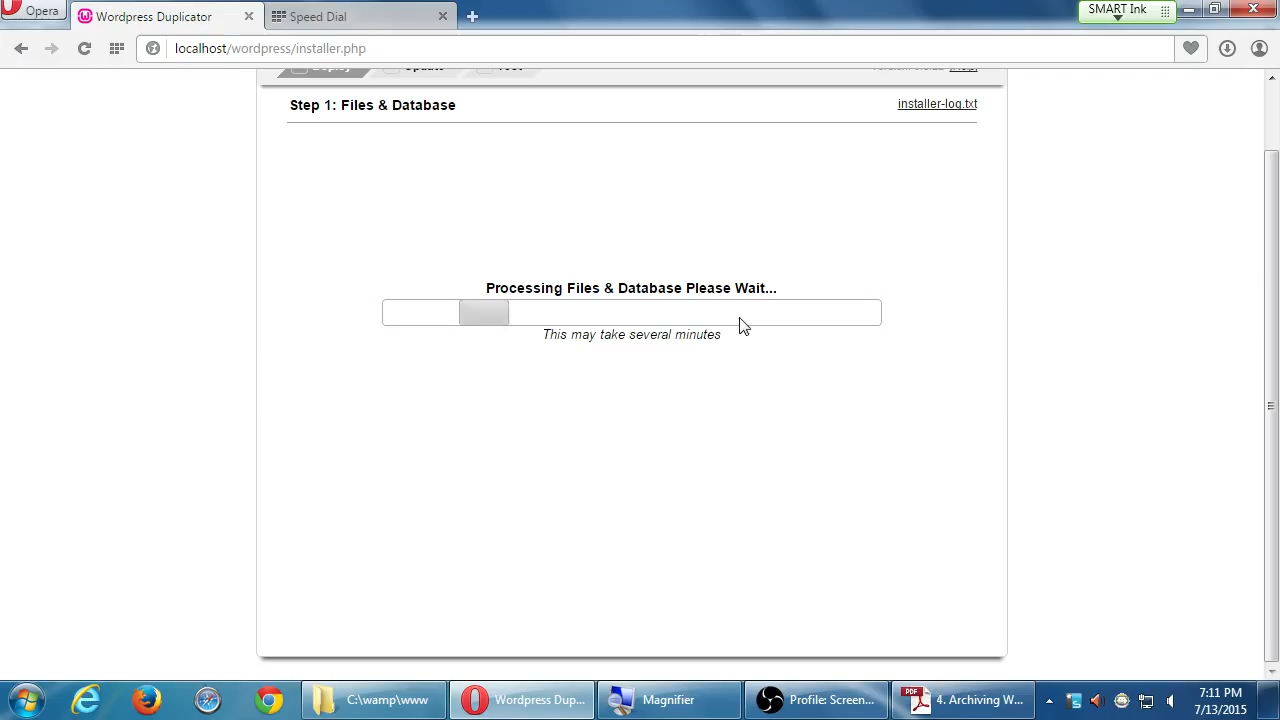 Opera
Wordpress Duplicator
Speed Dial
SMART Ink
localhost/wordpress/installer.php
Step 1: Files & Database
installer-log.txt
Processing Files & Database Please Wait...
This may take several minutes
C:\wamp\www
Wordpress Dup...
Magnifier
Profile: Screen...
PDF
4. Archiving W...
7:11 PM
7/13/2015